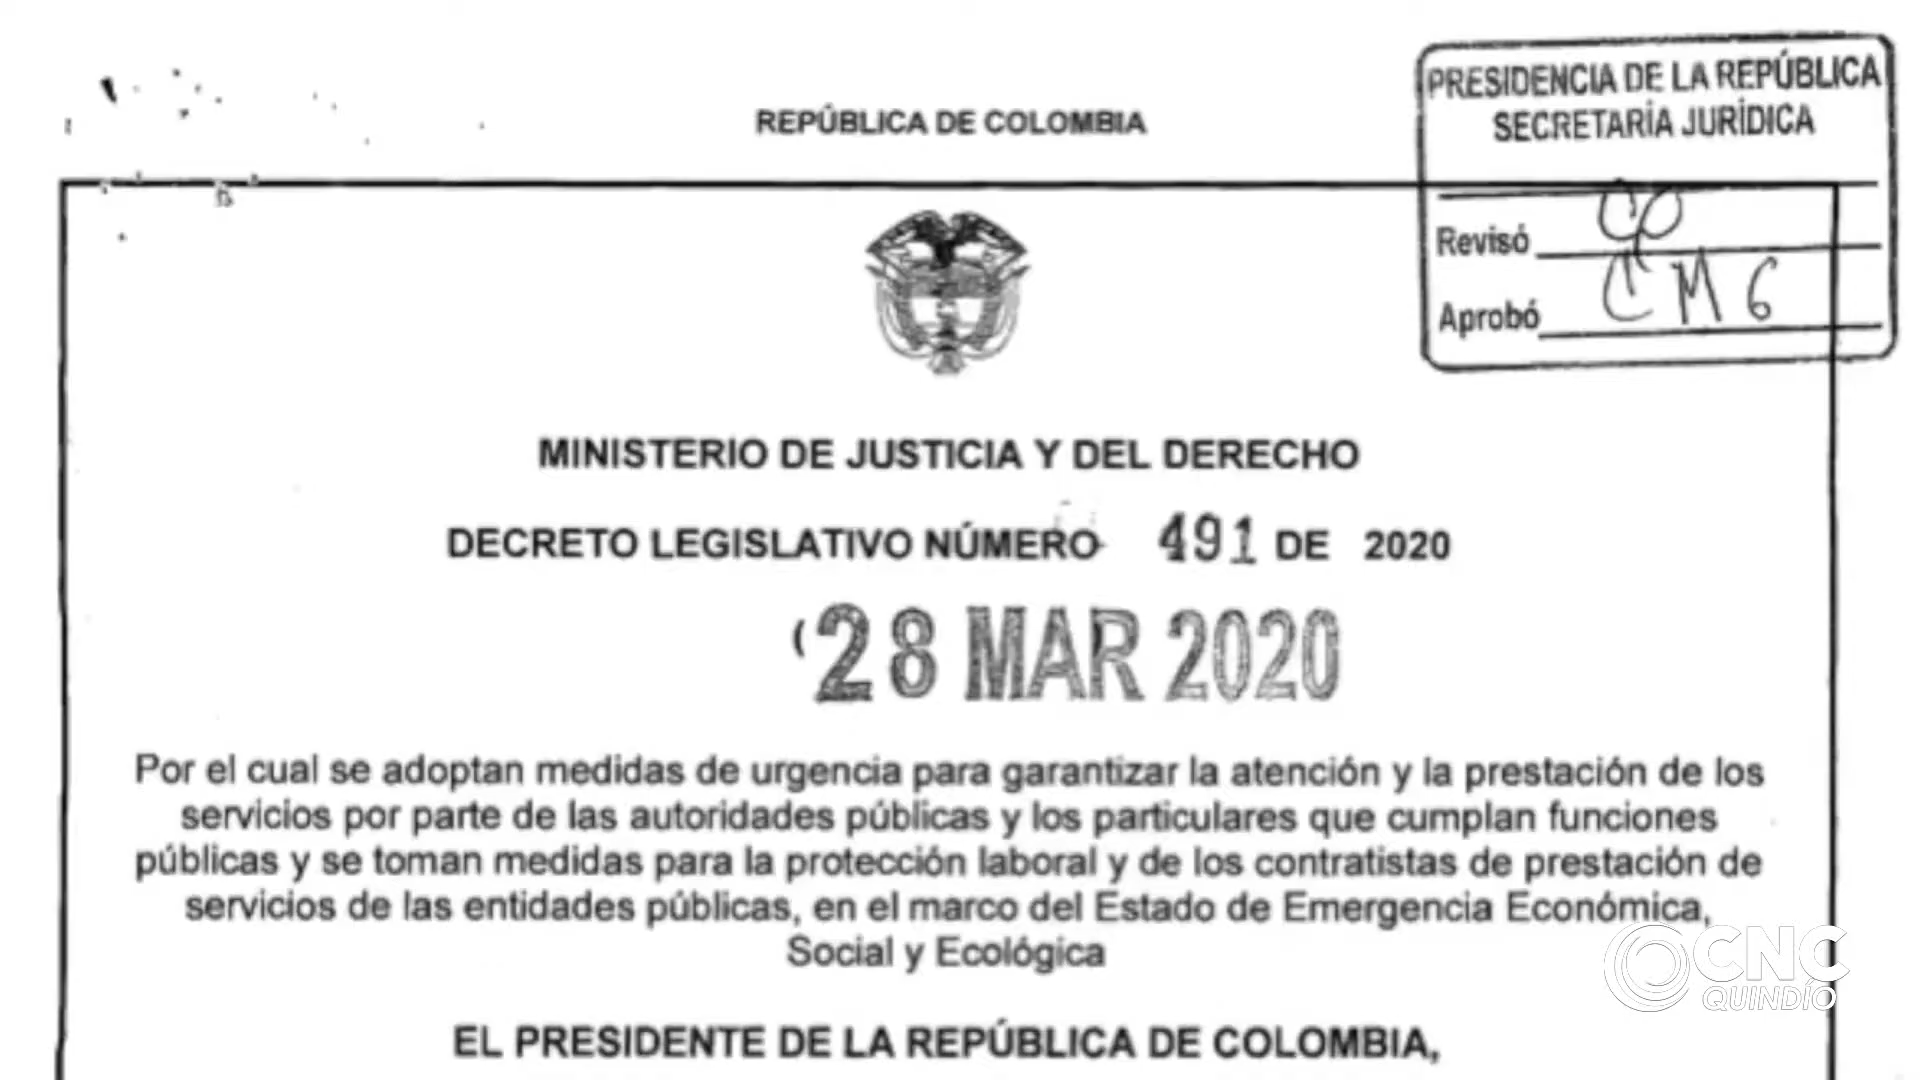 REPÚBLICA DE COLOMBIA
PRESIDENCIA DE LA REPÚBLICA
SECRETARÍA JURÍDICA
Revisó
Aprobó CMG
MINISTERIO DE JUSTICIA Y DEL DERECHO
DECRETO LEGISLATIVO NÚMERO 491 DE 2020
28 MAR 2020
Por el cual se adoptan medidas de urgencia para garantizar la atención y la prestación de los
servicios por parte de las autoridades públicas y los particulares que cumplan funciones
públicas y se toman medidas para la protección laboral y de los contratistas de prestación de
servicios de las entidades públicas, en el marco del Estado de Emergencia Económica,
Social y Ecológica
EL PRESIDENTE DE LA REPÚBLICA DE COLOMBIA,
CNC
QUINDÍO